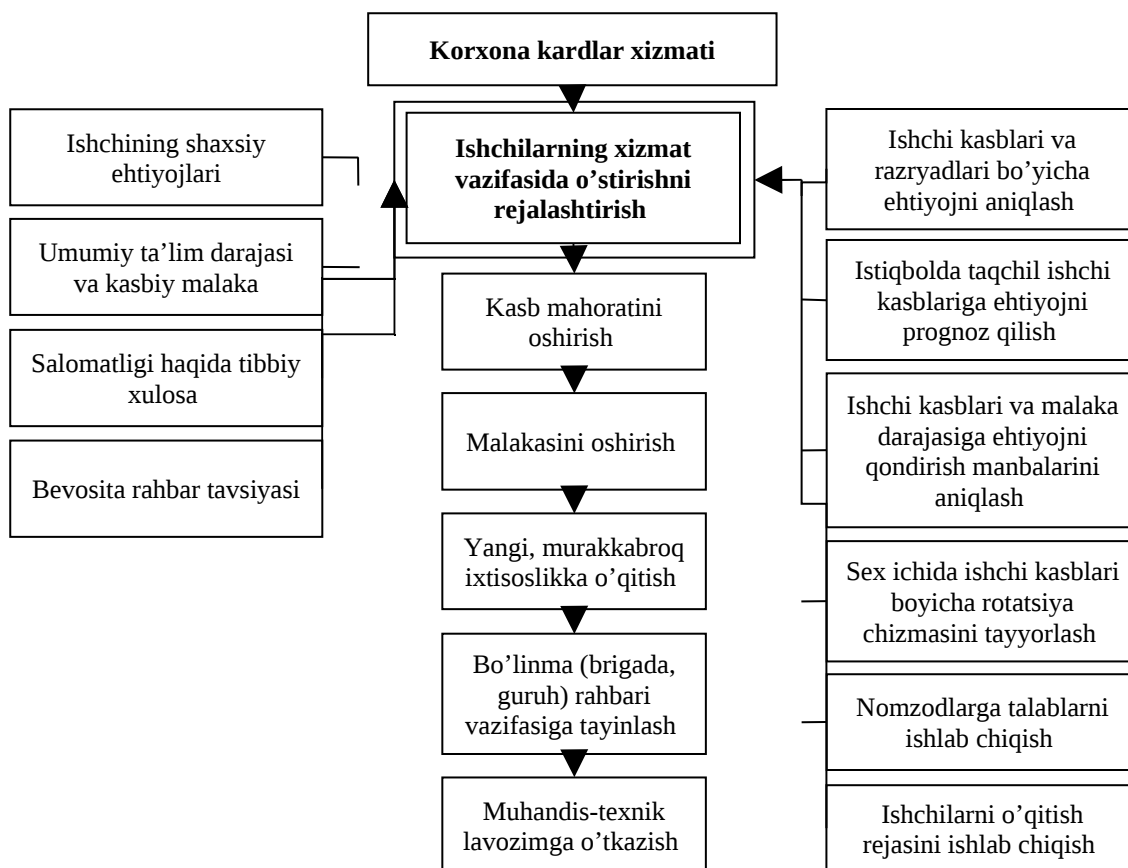 Korxona kardlar xizmati
Ishchining shaxsiy
ehtiyojlari
Umumiy ta’lim darajasi
va kasbiy malaka
Salomatligi haqida tibbiy
xulosa
Bevosita rahbar tavsiyasi
Ishchilarning xizmat
vazifasida o’stirishni
rejalashtirish
Kasb mahoratini
oshirish
Malakasini oshirish
Yangi, murakkabroq
ixtisoslikka o’qitish
Bo’linma (brigada,
guruh) rahbari
vazifasiga tayinlash
Muhandis-texnik
lavozimga o’tkazish
Ishchi kasblari va
razryadlari bo’yicha
ehtiyojni aniqlash
Istiqbolda taqchil ishchi
kasblariga ehtiyojni
prognoz qilish
Ishchi kasblari va malaka
darajasiga ehtiyojni
qondirish manbalarini
aniqlash
Sex ichida ishchi kasblari
boyicha rotatsiya
chizmasini tayyorlash
Nomzodlarga talablarni
ishlab chiqish
Ishchilarni o’qitish
rejasini ishlab chiqish